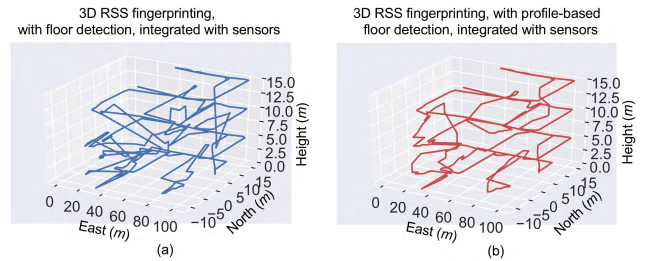 3D RSS fingerprinting,
with floor detection, integrated with sensors
15.0
12.5
10.0
7.5
5.0
2.5
0.0
Height (m)
0 20 40 60 80 100
East (m)
-10 -5 0 5 10 15
North (m)
(a)
3D RSS fingerprinting, with profile-based
floor detection, integrated with sensors
15.0
12.5
10.0
7.5
5.0
2.5
0.0
Height (m)
0 20 40 60 80 100
East (m)
-10 -5 0 5 10 15
North (m)
(b)